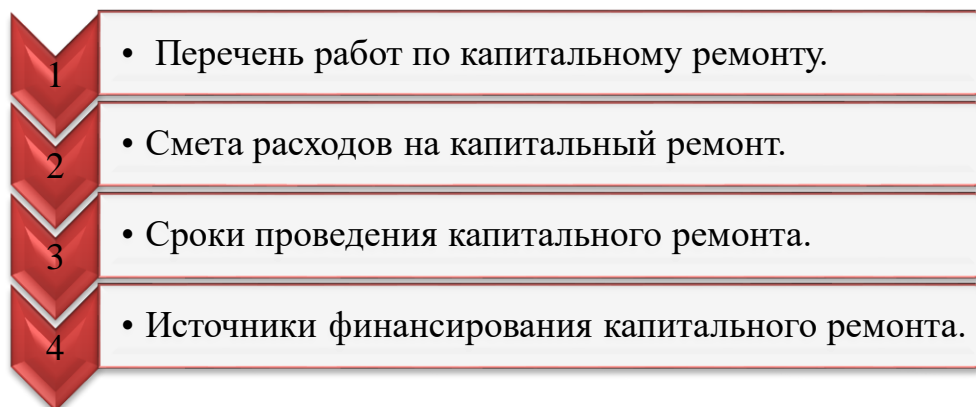 1 • Перечень работ по капитальному ремонту.
2 • Смета расходов на капитальный ремонт.
3 • Сроки проведения капитального ремонта.
4 • Источники финансирования капитального ремонта.